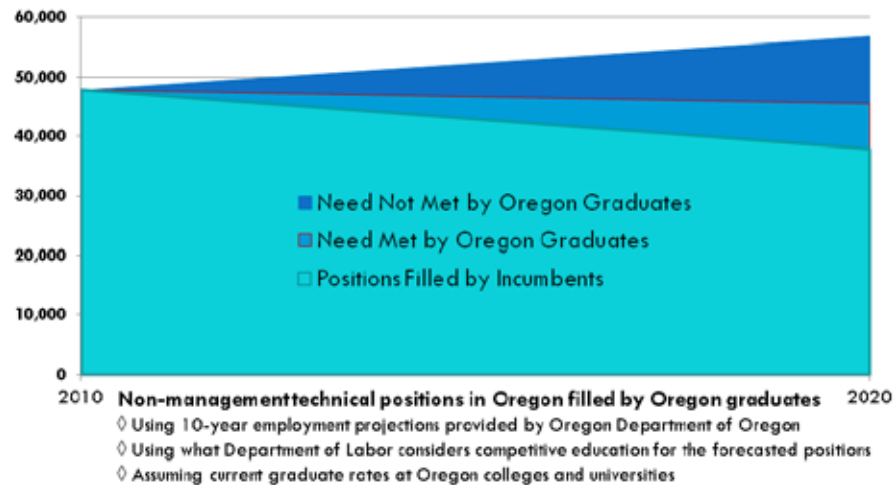 60,000
50,000
40,000
30,000
20,000
10,000
0
Need Not Met by Oregon Graduates
Need Met by Oregon Graduates
Positions Filled by Incumbents
2010
2020
Non-management technical positions in Oregon filled by Oregon graduates
◊ Using 10-year employment projections provided by Oregon Department of Oregon
◊ Using what Department of Labor considers competitive education for the forecasted positions
◊ Assuming current graduate rates at Oregon colleges and universities